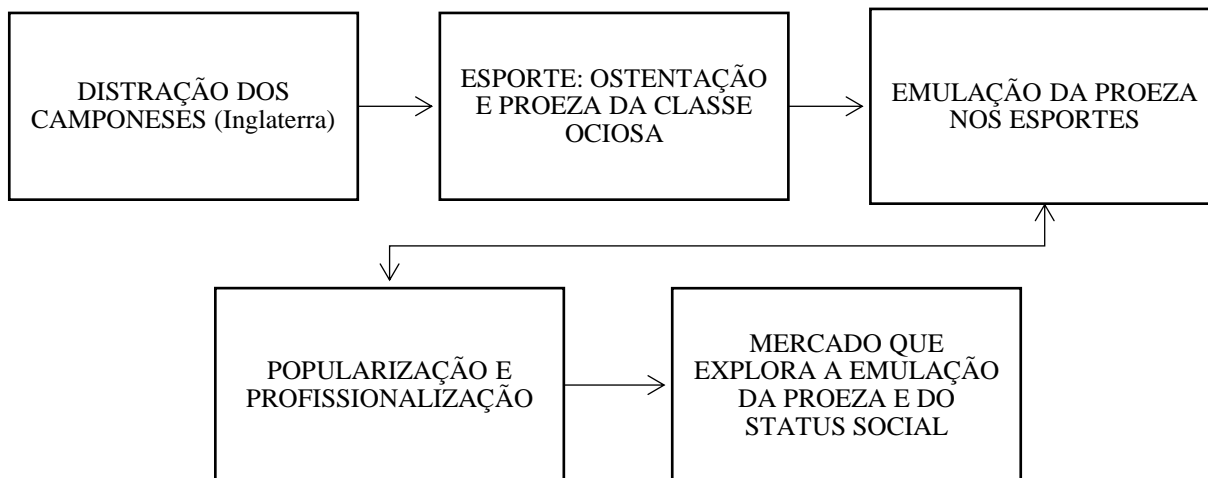 DISTRAÇÃO DOS
CAMPONESES (Inglaterra)
ESPORTE: OSTENTAÇÃO
E PROEZA DA CLASSE
OCIOSA
EMULAÇÃO DA PROEZA
NOS ESPORTES
POPULARIZAÇÃO E
PROFISSIONALIZAÇÃO
MERCADO QUE
EXPLORA A EMULAÇÃO
DA PROEZA E DO
STATUS SOCIAL